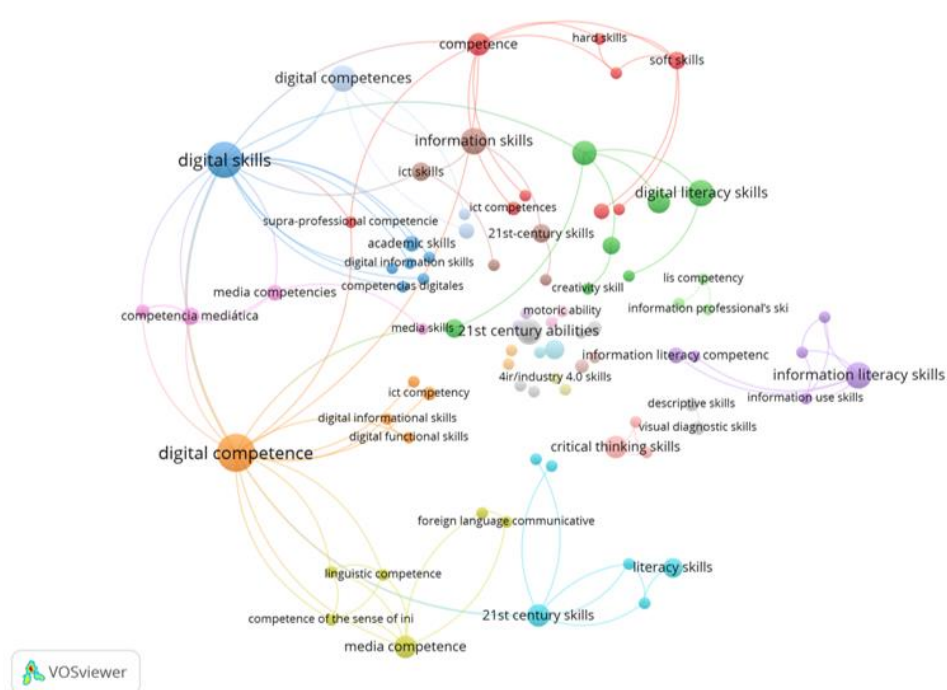 hard skills
competence
soft skills
digital competences
information skills
digital skills
ict skills
digital literacy skills
ict competences
supra-professional competencie
21st-century skills
academic skills
digital information skills
lis competency
competencias digitales
creativity skill
media competencies
information professional's ski
motoric ability
competencia mediática
media skills
21st century abilities
information literacy competenc
4ir/industry 4.0 skills
information literacy skills
ict competency
information use skills
descriptive skills
digital informational skills
visual diagnostic skills
digital functional skills
critical thinking skills
digital competence
foreign language communicative
literacy skills
linguistic competence
21st century skills
competence of the sense of ini
media competence
VOSviewer